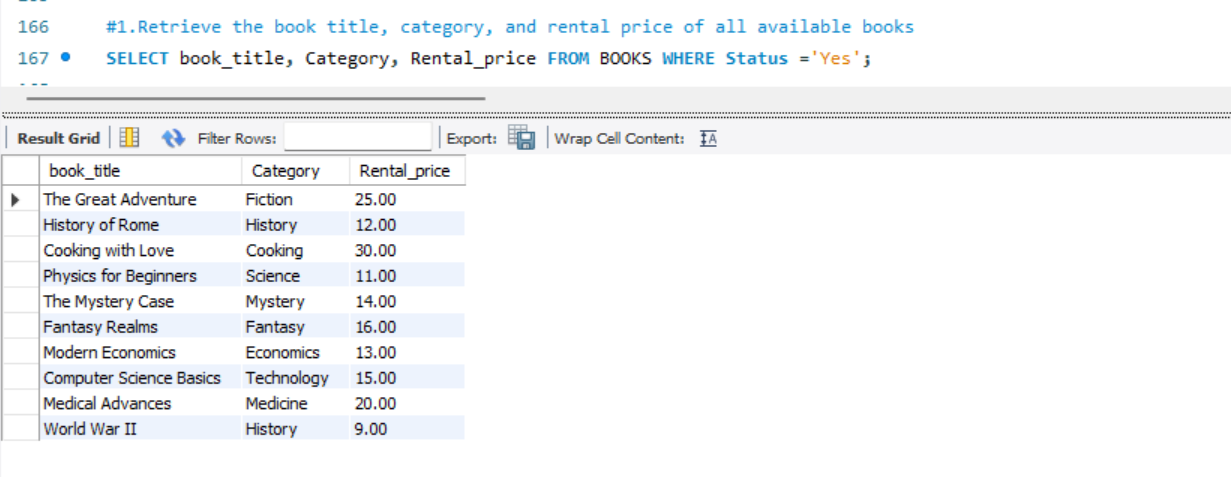 166 #1.Retrieve the book title, category, and rental price of all available books
167 SELECT book_title, Category, Rental_price FROM BOOKS WHERE Status ='Yes';
Result Grid Filter Rows: Export: Wrap Cell Content:
book_title Category Rental_price
The Great Adventure Fiction 25.00
History of Rome History 12.00
Cooking with Love Cooking 30.00
Physics for Beginners Science 11.00
The Mystery Case Mystery 14.00
Fantasy Realms Fantasy 16.00
Modern Economics Economics 13.00
Computer Science Basics Technology 15.00
Medical Advances Medicine 20.00
World War II History 9.00